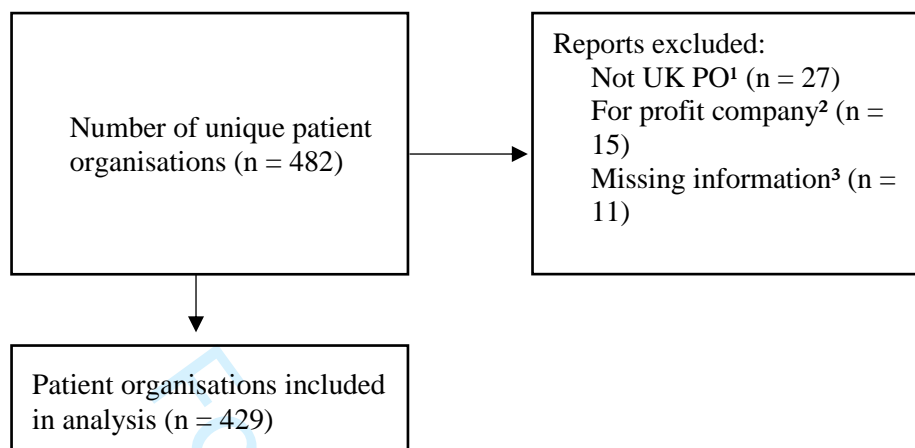 Number of unique patient
organisations (n = 482)
Reports excluded:
Not UK PO¹ (n = 27)
For profit company² (n =
15)
Missing information³ (n =
11)
Patient organisations included
in analysis (n = 429)